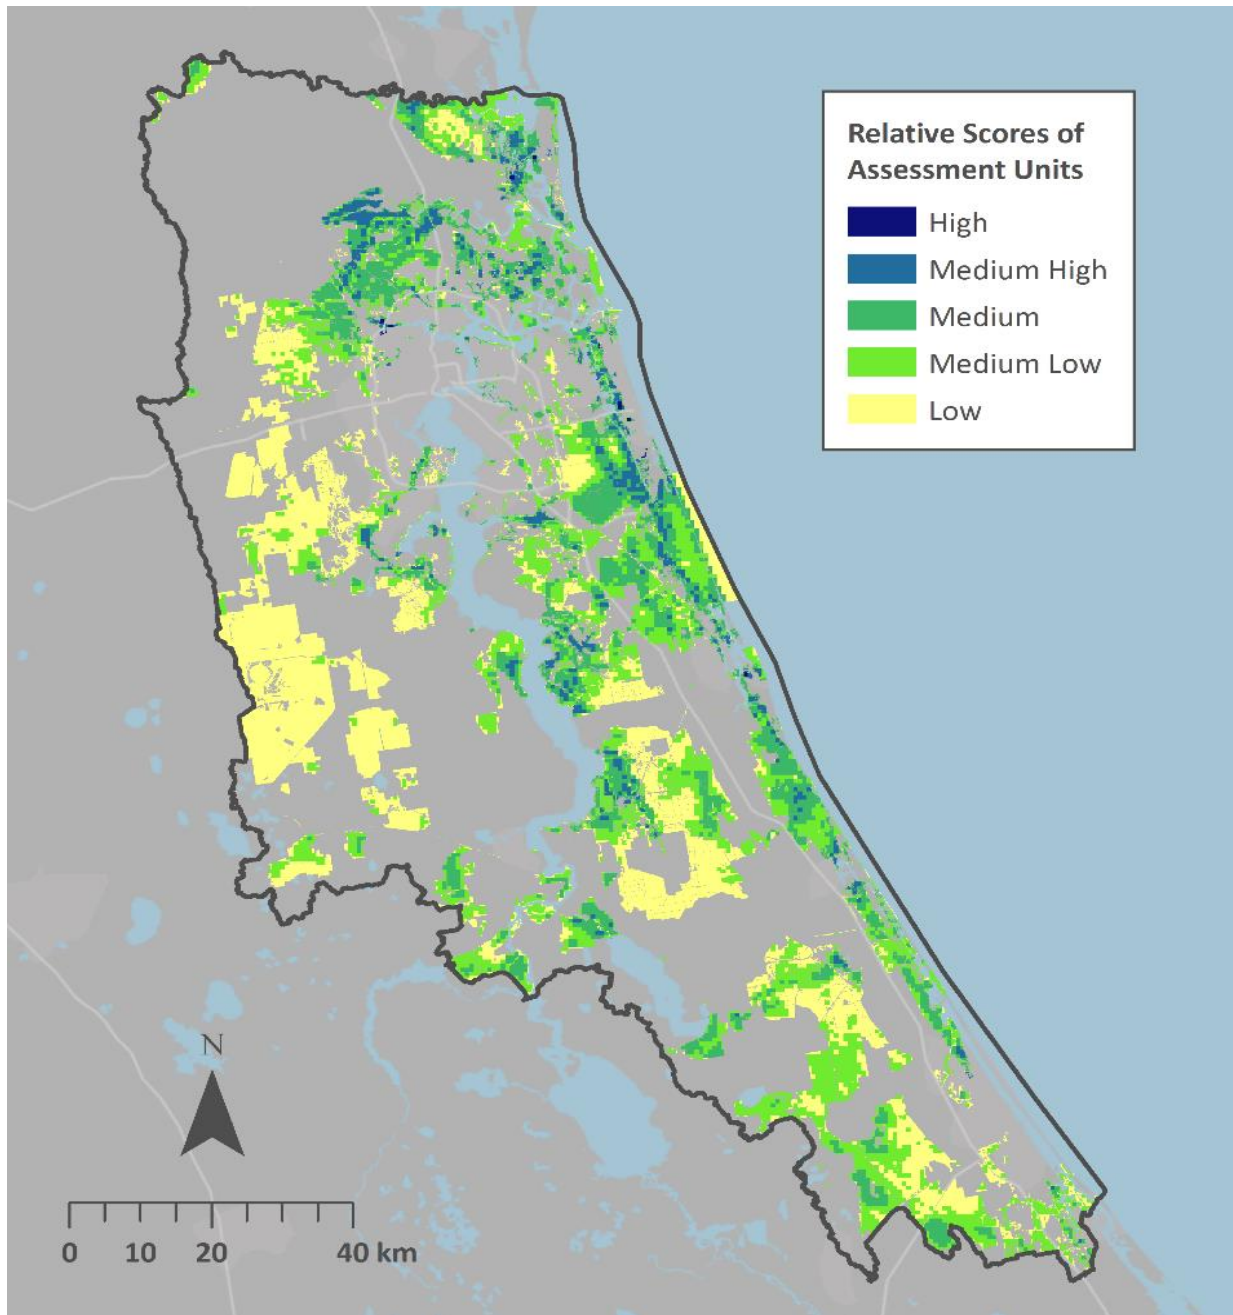 Relative Scores of
Assessment Units
High
Medium High
Medium
Medium Low
Low
N
0 10 20 40 km